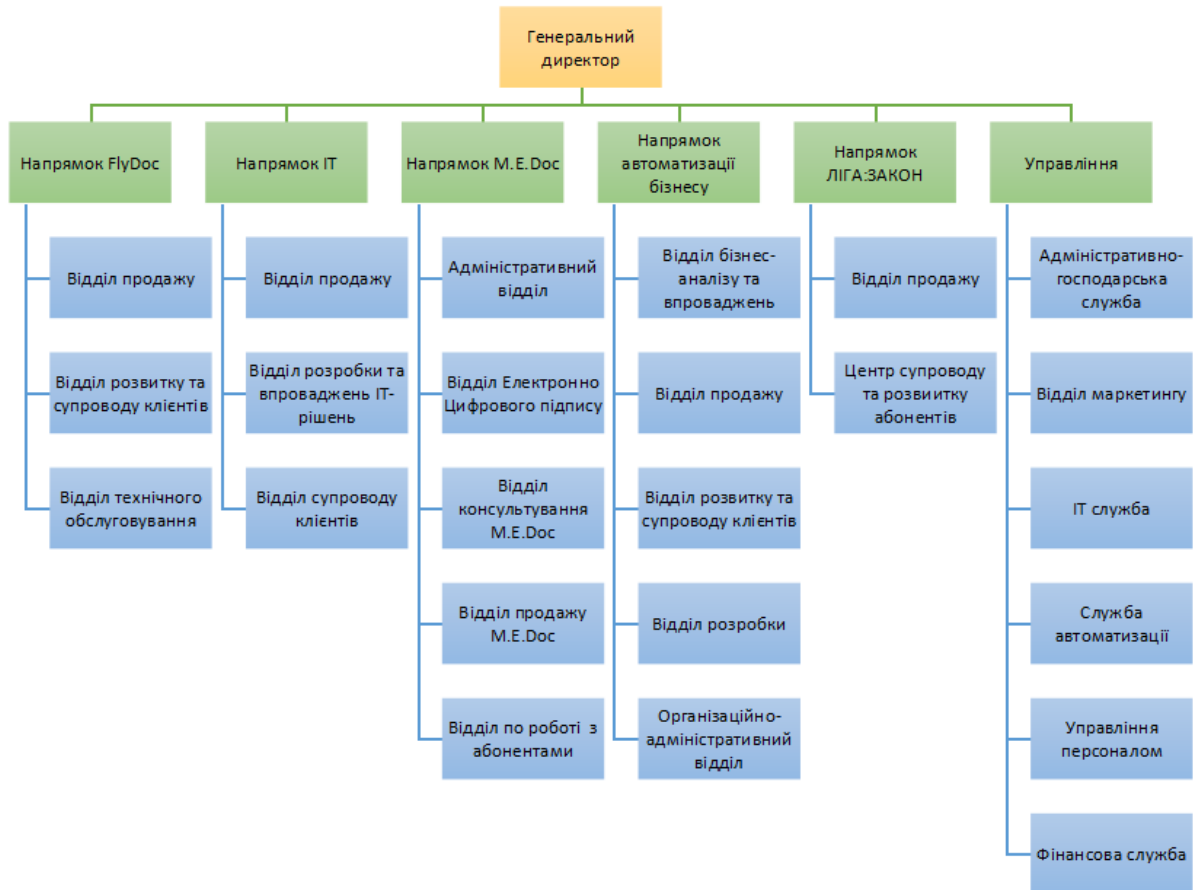 Генеральний
директор
Напрямок FlyDoc
Напрямок ІТ
Напрямок M.E.Doc
Напрямок
автоматизації
бізнесу
Напрямок
ЛІГА:ЗАКОН
Управління
Відділ продажу
Відділ розвитку та
супроводу клієнтів
Відділ технічного
обслуговування
Відділ продажу
Відділ розробки та
впроваджень ІТ-
рішень
Відділ супроводу
клієнтів
Адміністративний
відділ
Відділ Електронно
Цифрового підпису
Відділ
консультування
M.E.Doc
Відділ продажу
M.E.Doc
Відділ по роботі з
абонентами
Відділ бізнес-
аналізу та
впроваджень
Відділ продажу
Відділ розвитку та
супроводу клієнтів
Відділ розробки
Організаційно-
адміністративний
відділ
Відділ продажу
Центр супроводу
та розвиитку
абонентів
Адміністративно-
господарська
служба
Відділ маркетингу
ІТ служба
Служба
автоматизації
Управління
персоналом
Фінансова служба